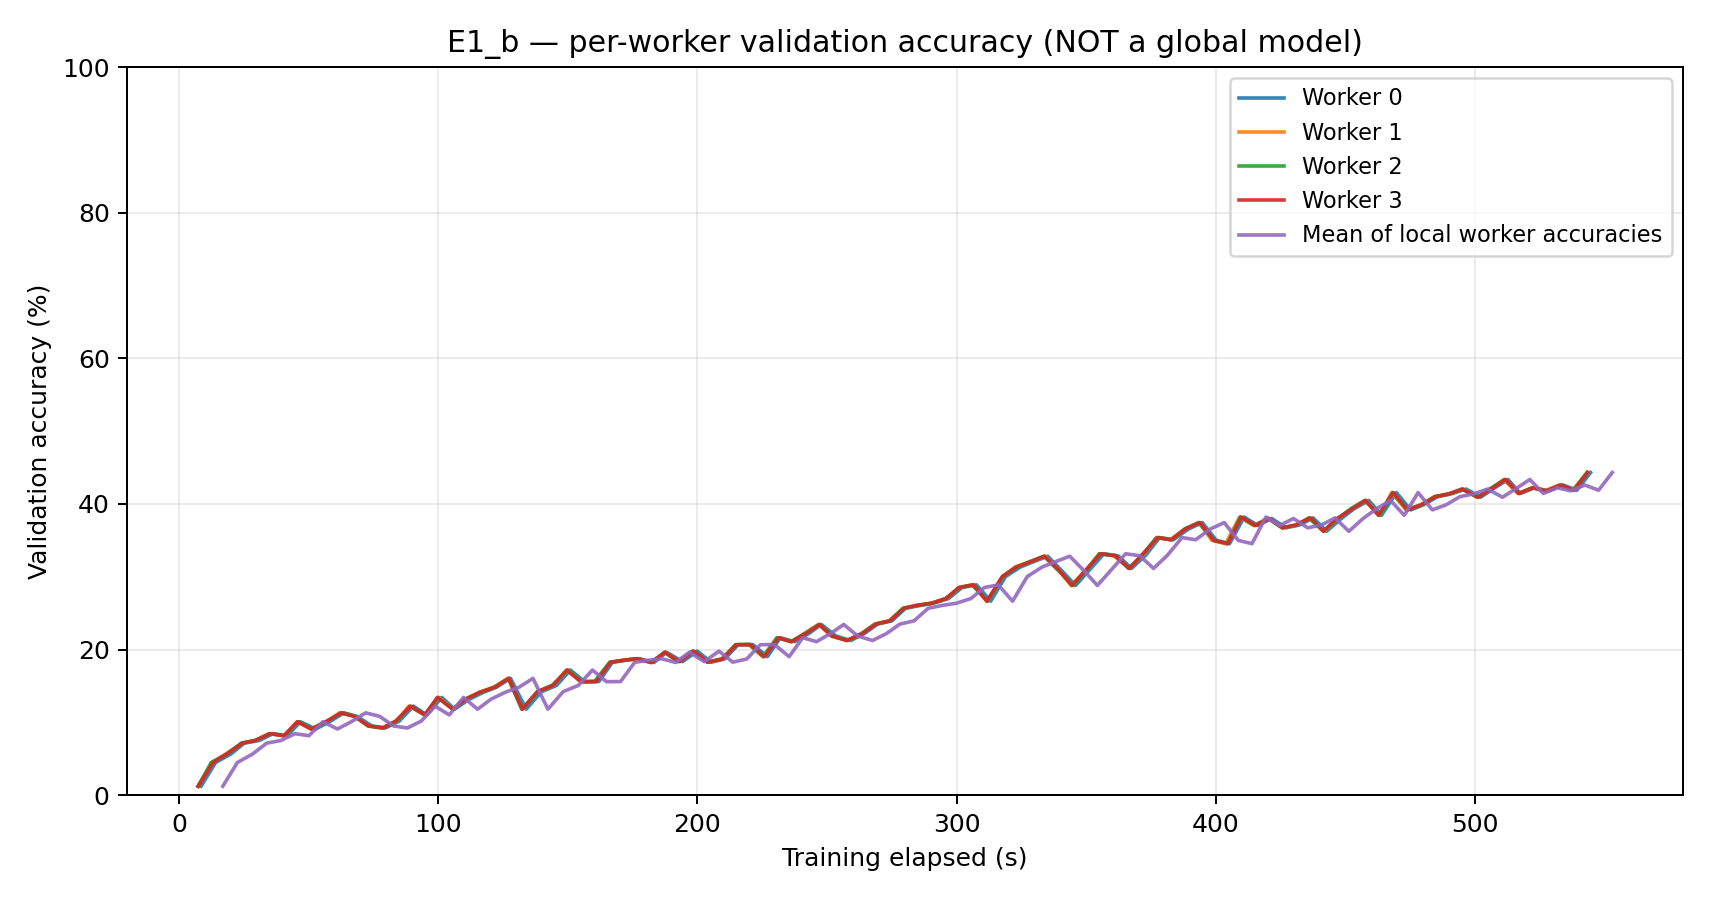 E1_b — per-worker validation accuracy (NOT a global model)
Validation accuracy (%)
100
80
60
40
20
0
Worker 0
Worker 1
Worker 2
Worker 3
Mean of local worker accuracies
0 100 200 300 400 500
Training elapsed (s)